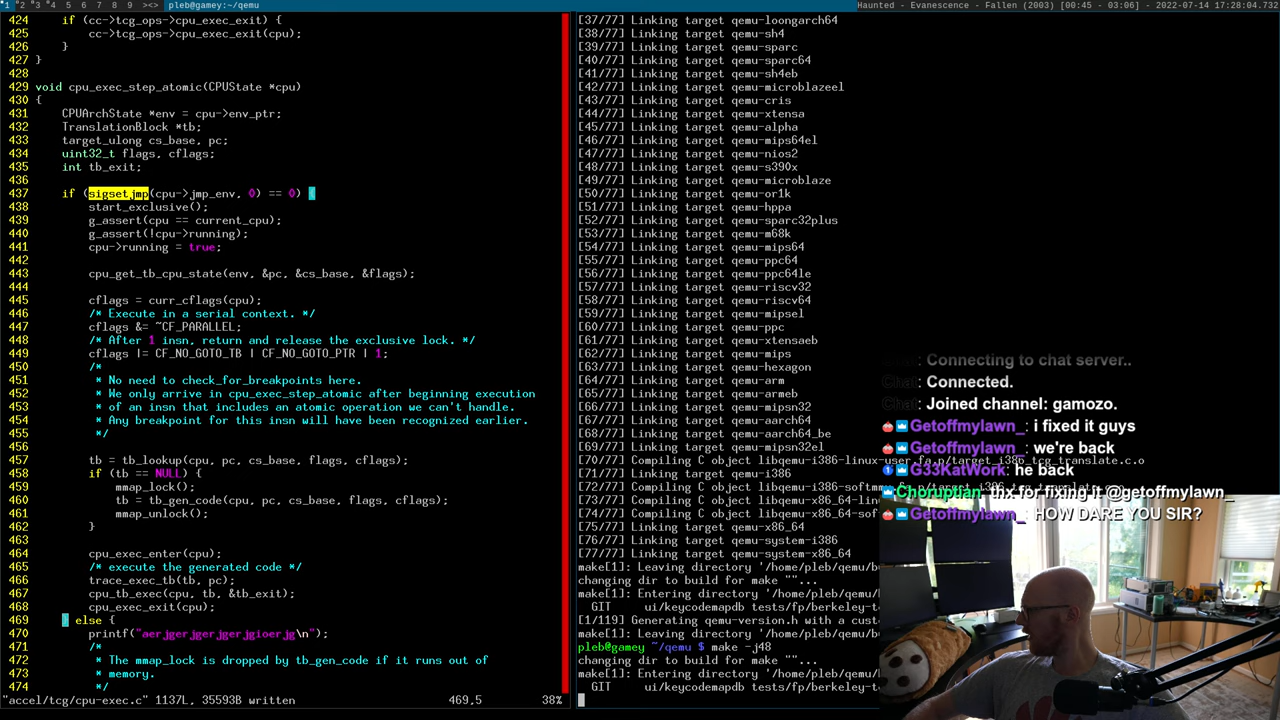 1 2 3 4 5 6 7 8 9 ><> pleb@gamey:~/qemu
Haunted - Evanescence - Fallen (2003) [00:45 - 03:06] - 2022-07-14 17:28:04.732
424 if (cc->tcg_ops->cpu_exec_exit) {
425 cc->tcg_ops->cpu_exec_exit(cpu);
426 }
427 }
428
429 void cpu_exec_step_atomic(CPUState *cpu)
430 {
431 CPUArchState *env = cpu->env_ptr;
432 TranslationBlock *tb;
433 target_ulong cs_base, pc;
434 uint32_t flags, cflags;
435 int tb_exit;
436
437 if (sigsetjmp(cpu->jmp_env, 0) == 0) {
438 start_exclusive();
439 g_assert(cpu == current_cpu);
440 g_assert(!cpu->running);
441 cpu->running = true;
442
443 cpu_get_tb_cpu_state(env, &pc, &cs_base, &flags);
444
445 cflags = curr_cflags(cpu);
446 /* Execute in a serial context. */
447 cflags &= ~CF_PARALLEL;
448 /* After 1 insn, return and release the exclusive lock. */
449 cflags |= CF_NO_GOTO_TB | CF_NO_GOTO_PTR | 1;
450 /*
451 * No need to check_for_breakpoints here.
452 * We only arrive in cpu_exec_step_atomic after beginning execution
453 * of an insn that includes an atomic operation we can't handle.
454 * Any breakpoint for this insn will have been recognized earlier.
455 */
456
457 tb = tb_lookup(cpu, pc, cs_base, flags, cflags);
458 if (tb == NULL) {
459 mmap_lock();
460 tb = tb_gen_code(cpu, pc, cs_base, flags, cflags);
461 mmap_unlock();
462 }
463
464 cpu_exec_enter(cpu);
465 /* execute the generated code */
466 trace_exec_tb(tb, pc);
467 cpu_tb_exec(cpu, tb, &tb_exit);
468 cpu_exec_exit(cpu);
469 } else {
470 printf("aerjgerjgerjgerjgioerjg\n");
471 /*
472 * The mmap_lock is dropped by tb_gen_code if it runs out of
473 * memory.
474 */
"accel/tcg/cpu-exec.c" 1137L, 35593B written 469,5 38%
[37/77] Linking target qemu-loongarch64
[38/77] Linking target qemu-sh4
[39/77] Linking target qemu-sparc
[40/77] Linking target qemu-sparc64
[41/77] Linking target qemu-sh4eb
[42/77] Linking target qemu-microblazeel
[43/77] Linking target qemu-cris
[44/77] Linking target qemu-xtensa
[45/77] Linking target qemu-alpha
[46/77] Linking target qemu-mips64el
[47/77] Linking target qemu-nios2
[48/77] Linking target qemu-s390x
[49/77] Linking target qemu-microblaze
[50/77] Linking target qemu-or1k
[51/77] Linking target qemu-hppa
[52/77] Linking target qemu-sparc32plus
[53/77] Linking target qemu-m68k
[54/77] Linking target qemu-mips64
[55/77] Linking target qemu-ppc64
[56/77] Linking target qemu-ppc64le
[57/77] Linking target qemu-riscv32
[58/77] Linking target qemu-riscv64
[59/77] Linking target qemu-mipsel
[60/77] Linking target qemu-ppc
[61/77] Linking target qemu-xtensaeb
[62/77] Linking target qemu-mips
[63/77] Linking target qemu-hexagon
[64/77] Linking target qemu-arm
[65/77] Linking target qemu-armeb
[66/77] Linking target qemu-mipsn32
[67/77] Linking target qemu-aarch64
[68/77] Linking target qemu-aarch64_be
[69/77] Linking target qemu-mipsn32el
[70/77] Compiling C object libqemu-i386-linux-user.fa.p/target_i386_tcg_translate.c.o
[71/77] Linking target qemu-i386
[72/77] Compiling C object libqemu-i386-softm
[73/77] Compiling C object libqemu-x86_64-lin
[74/77] Compiling C object libqemu-x86_64-sof
[75/77] Linking target qemu-x86_64
[76/77] Linking target qemu-system-i386
[77/77] Linking target qemu-system-x86_64
make[1]: Leaving directory '/home/pleb/qemu/b
changing dir to build for make ""...
make[1]: Entering directory '/home/pleb/qemu/
GIT ui/keycodemapdb tests/fp/berkeley-te
[1/119] Generating qemu-version.h with a cust
make[1]: Leaving directory '/home/pleb/qemu/b
pleb@gamey ~/qemu $ make -j48
changing dir to build for make ""...
make[1]: Entering directory '/home/pleb/qemu/
GIT ui/keycodemapdb tests/fp/berkeley-te
Chat: Connecting to chat server..
Chat: Connected.
Chat: Joined channel: gamozo.
Getoffmylawn_: i fixed it guys
Getoffmylawn_: we're back
G33KatWork: he back
Choruptian: thx for fixing it @getoffmylawn_
Getoffmylawn_: HOW DARE YOU SIR?